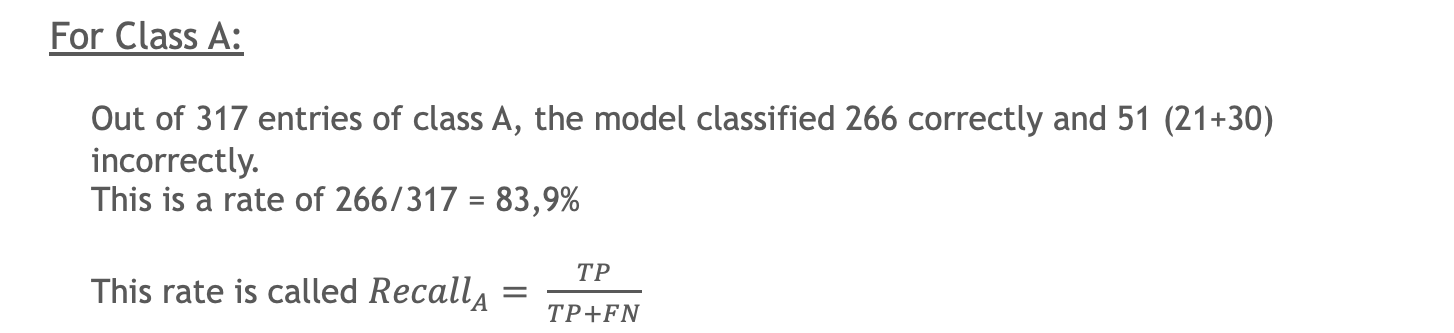 For Class A:
Out of 317 entries of class A, the model classified 266 correctly and 51 (21+30)
incorrectly.
This is a rate of 266/317 = 83,9%
This rate is called Recall_A = TP / TP+FN